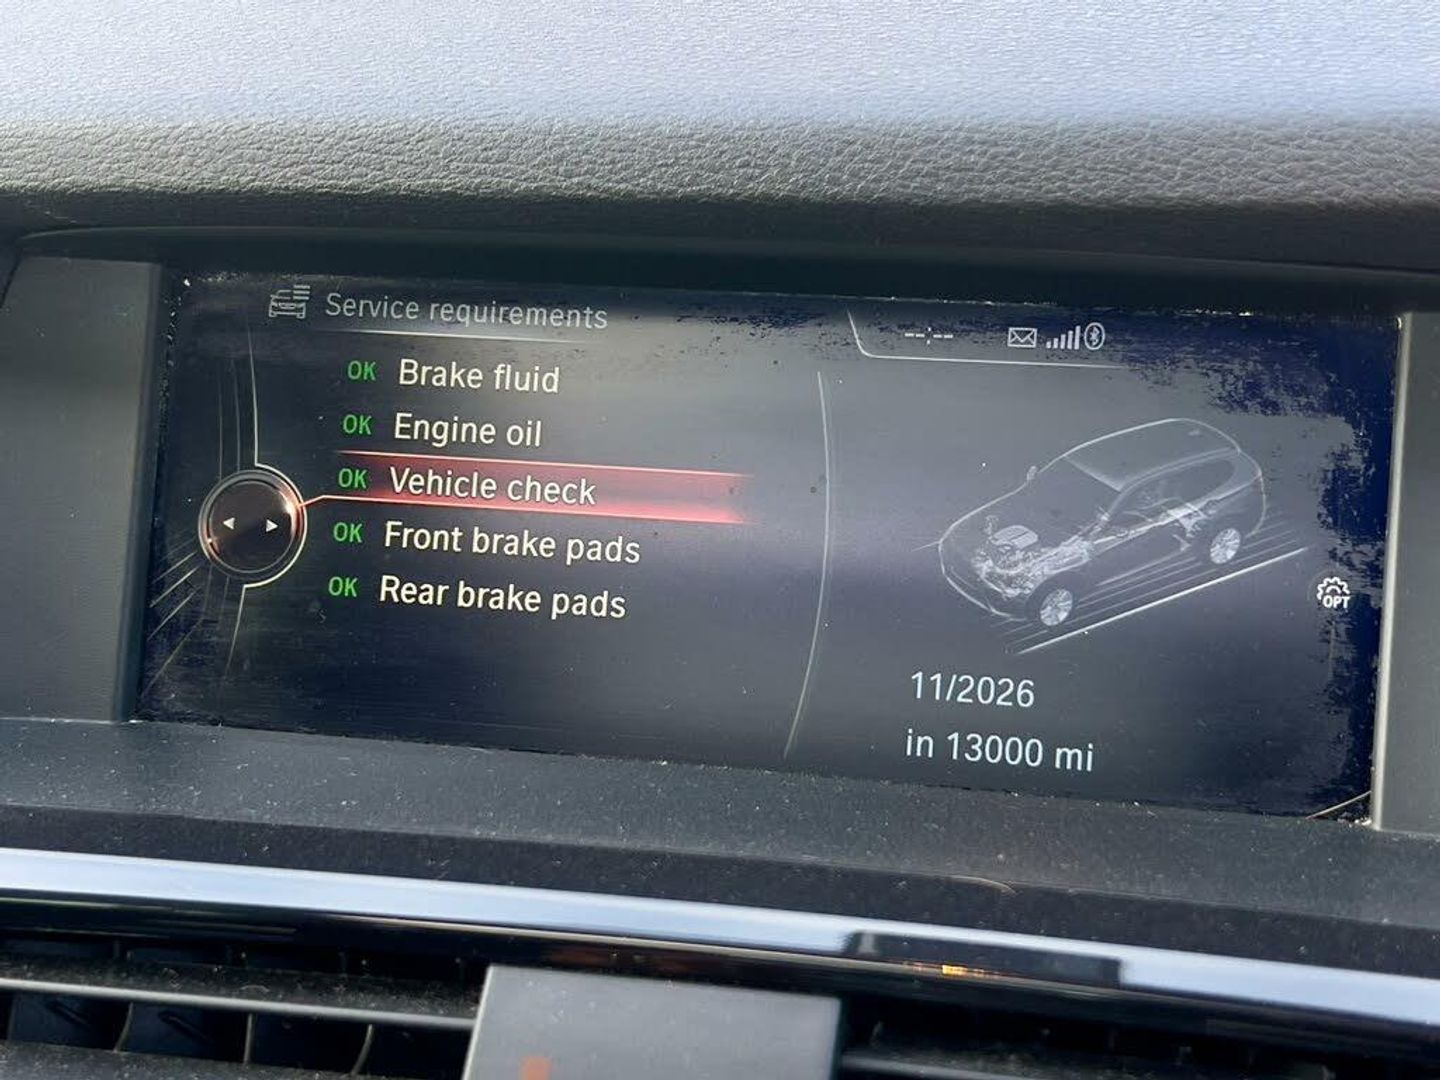 Service requirements
--:--
OK Brake fluid
OK Engine oil
OK Vehicle check
OK Front brake pads
OK Rear brake pads
OPT
11/2026
in 13000 mi